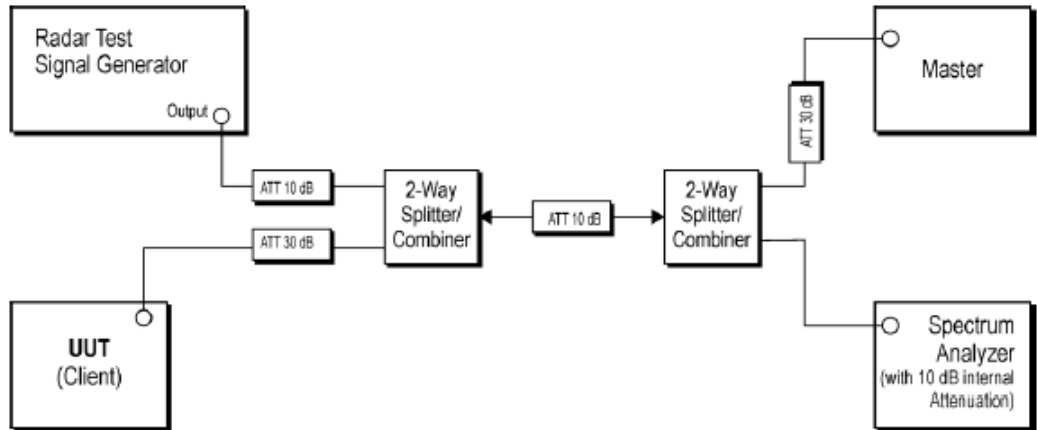 Radar Test
Signal Generator
Output
ATT 10 dB
ATT 30 dB
UUT
(Client)
2-Way
Splitter/
Combiner
ATT 10 dB
2-Way
Splitter/
Combiner
ATT 30 dB
Master
Spectrum
Analyzer
(with 10 dB internal
Attenuation)